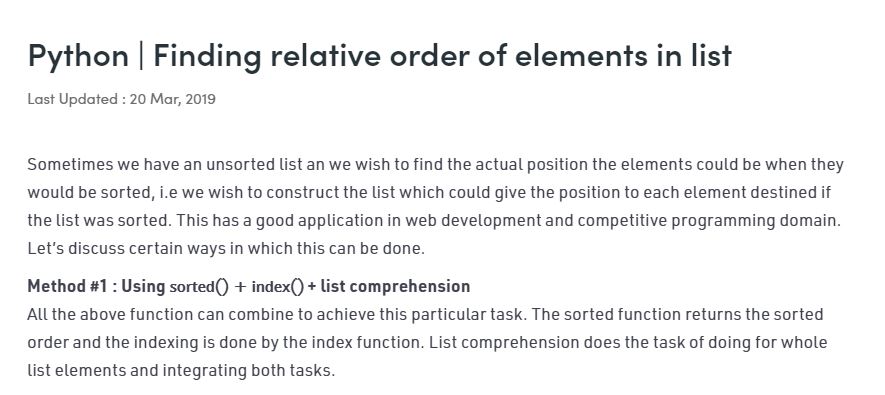 Python | Finding relative order of elements in list
Last Updated : 20 Mar, 2019
Sometimes we have an unsorted list an we wish to find the actual position the elements could be when they
would be sorted, i.e we wish to construct the list which could give the position to each element destined if
the list was sorted. This has a good application in web development and competitive programming domain.
Let's discuss certain ways in which this can be done.
Method #1 : Using sorted() + index() + list comprehension
All the above function can combine to achieve this particular task. The sorted function returns the sorted
order and the indexing is done by the index function. List comprehension does the task of doing for whole
list elements and integrating both tasks.